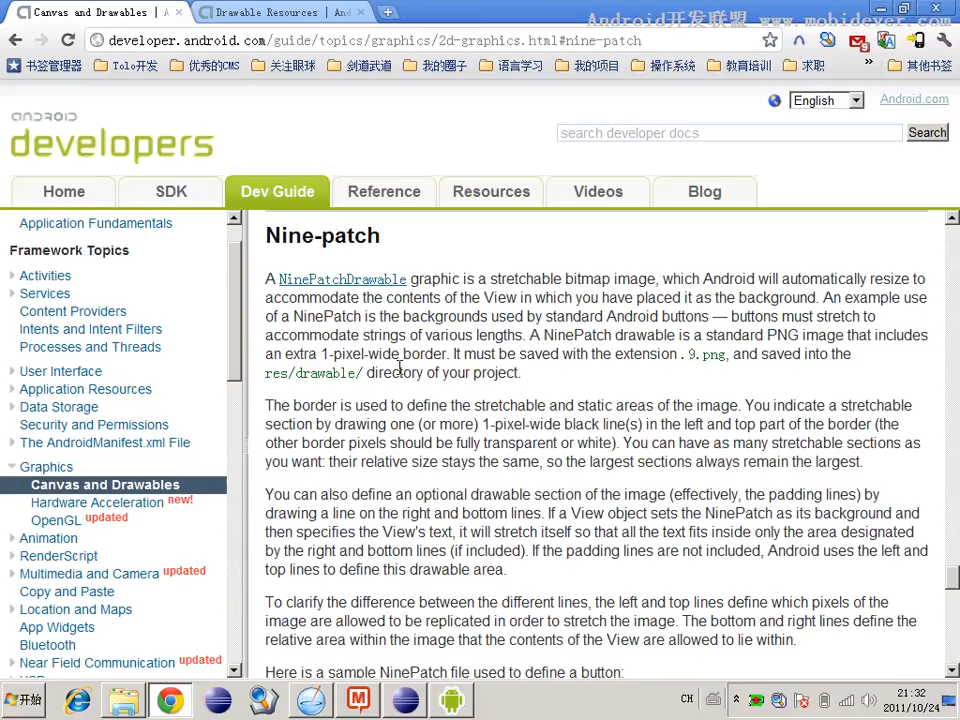 Canvas and Drawables | A
Drawable Resources | And
Android开发联盟 www.mobidever.com
developer.android.com/guide/topics/graphics/2d-graphics.html#nine-patch
书签管理器 Tolo开发 优秀的CMS 关注眼球 剑道武道 我的圈子 语言学习 我的项目 操作系统 教育培训 求职 » 其他书签
English Android.com
android
developers
search developer docs Search
Home SDK Dev Guide Reference Resources Videos Blog
Application Fundamentals
Framework Topics
Activities
Services
Content Providers
Intents and Intent Filters
Processes and Threads
User Interface
Application Resources
Data Storage
Security and Permissions
The AndroidManifest.xml File
Graphics
Canvas and Drawables
Hardware Acceleration new!
OpenGL updated
Animation
RenderScript
Multimedia and Camera updated
Copy and Paste
Location and Maps
App Widgets
Bluetooth
Near Field Communication updated
Nine-patch
A NinePatchDrawable graphic is a stretchable bitmap image, which Android will automatically resize to
accommodate the contents of the View in which you have placed it as the background. An example use
of a NinePatch is the backgrounds used by standard Android buttons — buttons must stretch to
accommodate strings of various lengths. A NinePatch drawable is a standard PNG image that includes
an extra 1-pixel-wide border. It must be saved with the extension .9.png, and saved into the
res/drawable/ directory of your project.
The border is used to define the stretchable and static areas of the image. You indicate a stretchable
section by drawing one (or more) 1-pixel-wide black line(s) in the left and top part of the border (the
other border pixels should be fully transparent or white). You can have as many stretchable sections as
you want: their relative size stays the same, so the largest sections always remain the largest.
You can also define an optional drawable section of the image (effectively, the padding lines) by
drawing a line on the right and bottom lines. If a View object sets the NinePatch as its background and
then specifies the View's text, it will stretch itself so that all the text fits inside only the area designated
by the right and bottom lines (if included). If the padding lines are not included, Android uses the left and
top lines to define this drawable area.
To clarify the difference between the different lines, the left and top lines define which pixels of the
image are allowed to be replicated in order to stretch the image. The bottom and right lines define the
relative area within the image that the contents of the View are allowed to lie within.
Here is a sample NinePatch file used to define a button:
开始
CH
21:32
2011/10/24